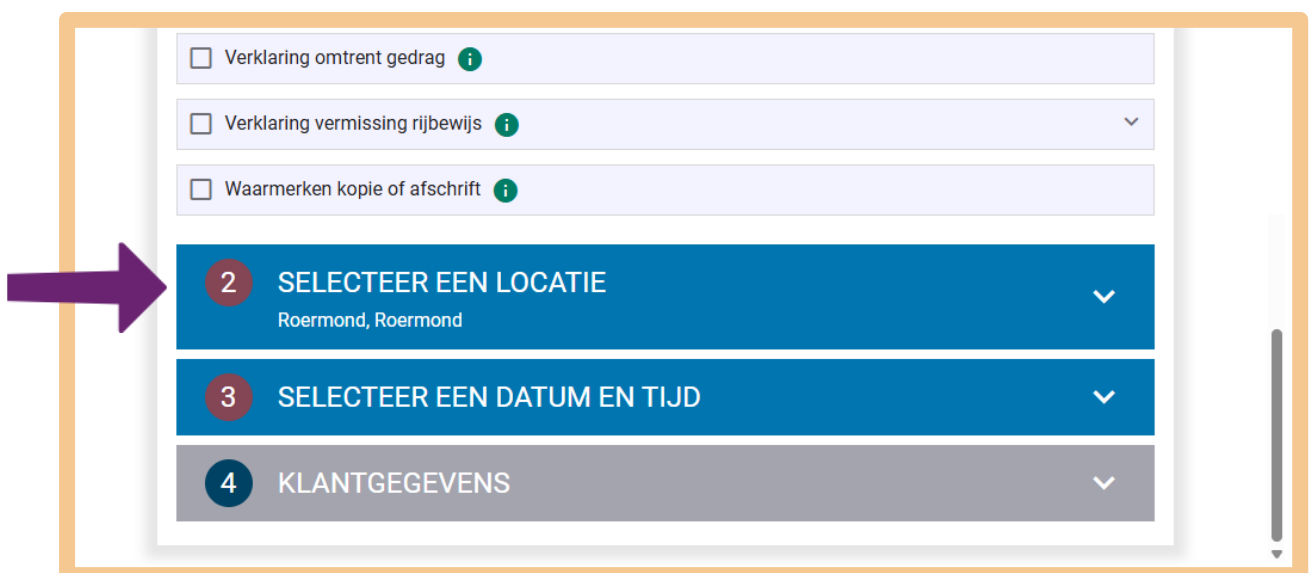 Verklaring omtrent gedrag i
Verklaring vermissing rijbewijs i
Waarmerken kopie of afschrift i
2 SELECTEER EEN LOCATIE
Roermond, Roermond
3 SELECTEER EEN DATUM EN TIJD
4 KLANTGEGEVENS